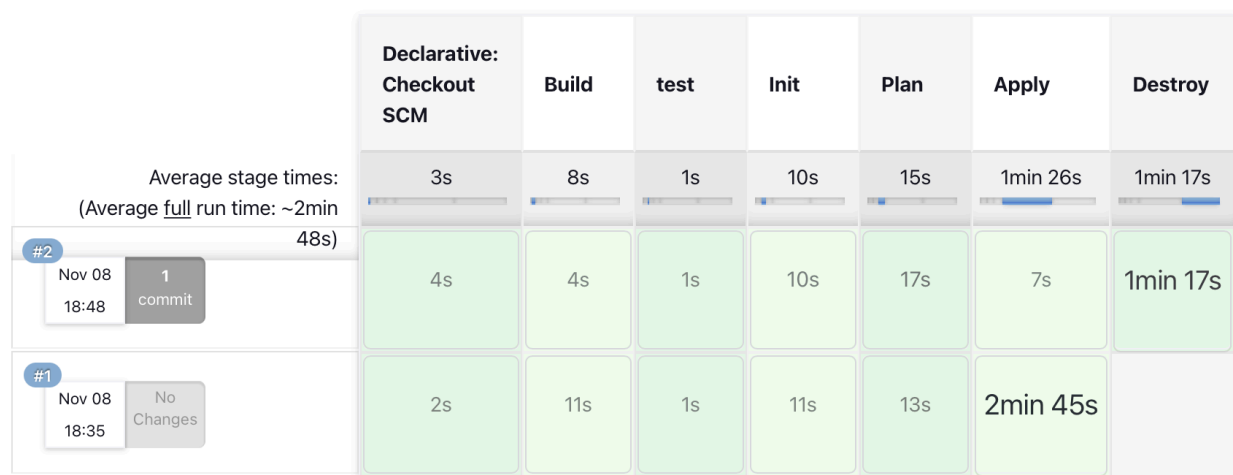 Declarative:
Checkout
SCM
Build
test
Init
Plan
Apply
Destroy
Average stage times:
(Average full run time: ~2min
48s)
3s
8s
1s
10s
15s
1min 26s
1min 17s
#2
Nov 08
18:48
1
commit
4s
4s
1s
10s
17s
7s
1min 17s
#1
Nov 08
18:35
No
Changes
2s
11s
1s
11s
13s
2min 45s